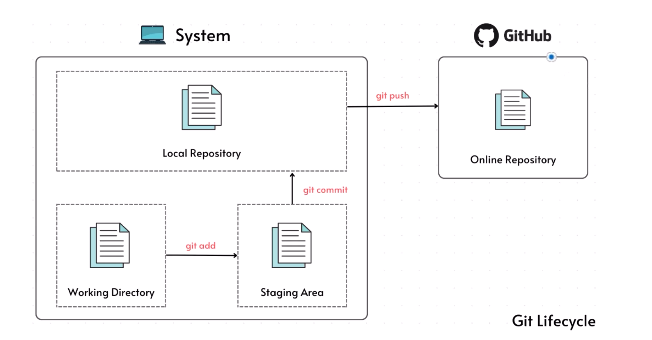 System
GitHub
git push
Local Repository
Online Repository
git commit
git add
Working Directory
Staging Area
Git Lifecycle